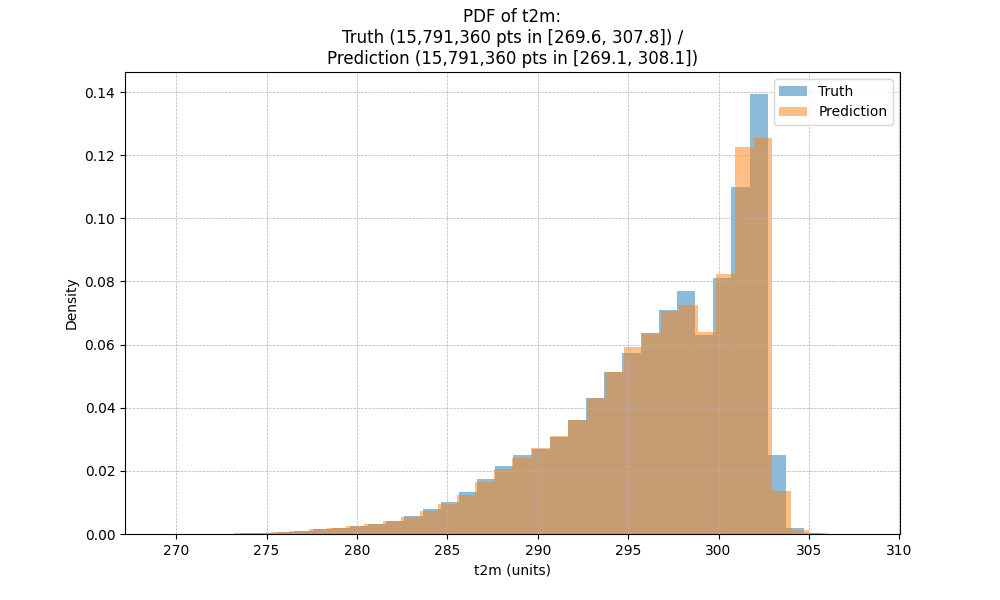 PDF of t2m:
Truth (15,791,360 pts in [269.6, 307.8]) /
Prediction (15,791,360 pts in [269.1, 308.1])
Truth
Prediction
0.14
0.12
0.10
0.08
0.06
0.04
0.02
0.00
Density
270 275 280 285 290 295 300 305 310
t2m (units)